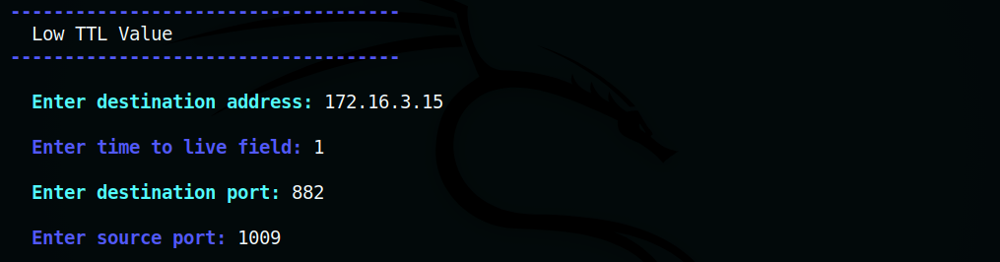 ------------------------------------
Low TTL Value
------------------------------------
Enter destination address: 172.16.3.15
Enter time to live field: 1
Enter destination port: 882
Enter source port: 1009